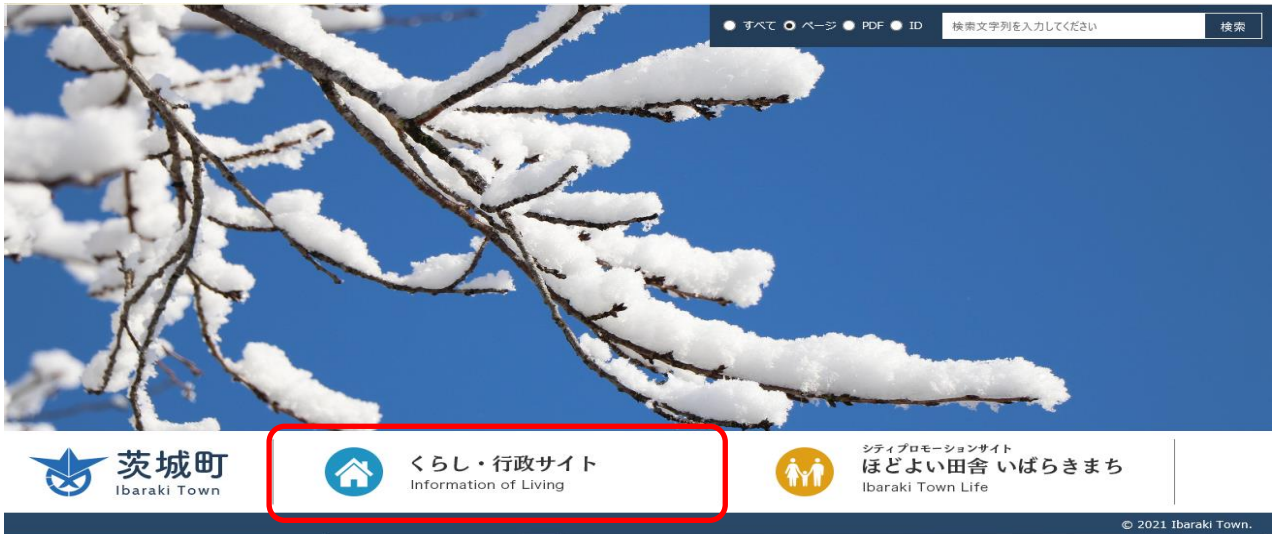 すべて ページ PDF ID 検索文字列を入力してください 検索
茨城町
Ibaraki Town
くらし・行政サイト
Information of Living
シティプロモーションサイト
ほどよい田舎 いばらきまち
Ibaraki Town Life
© 2021 Ibaraki Town.